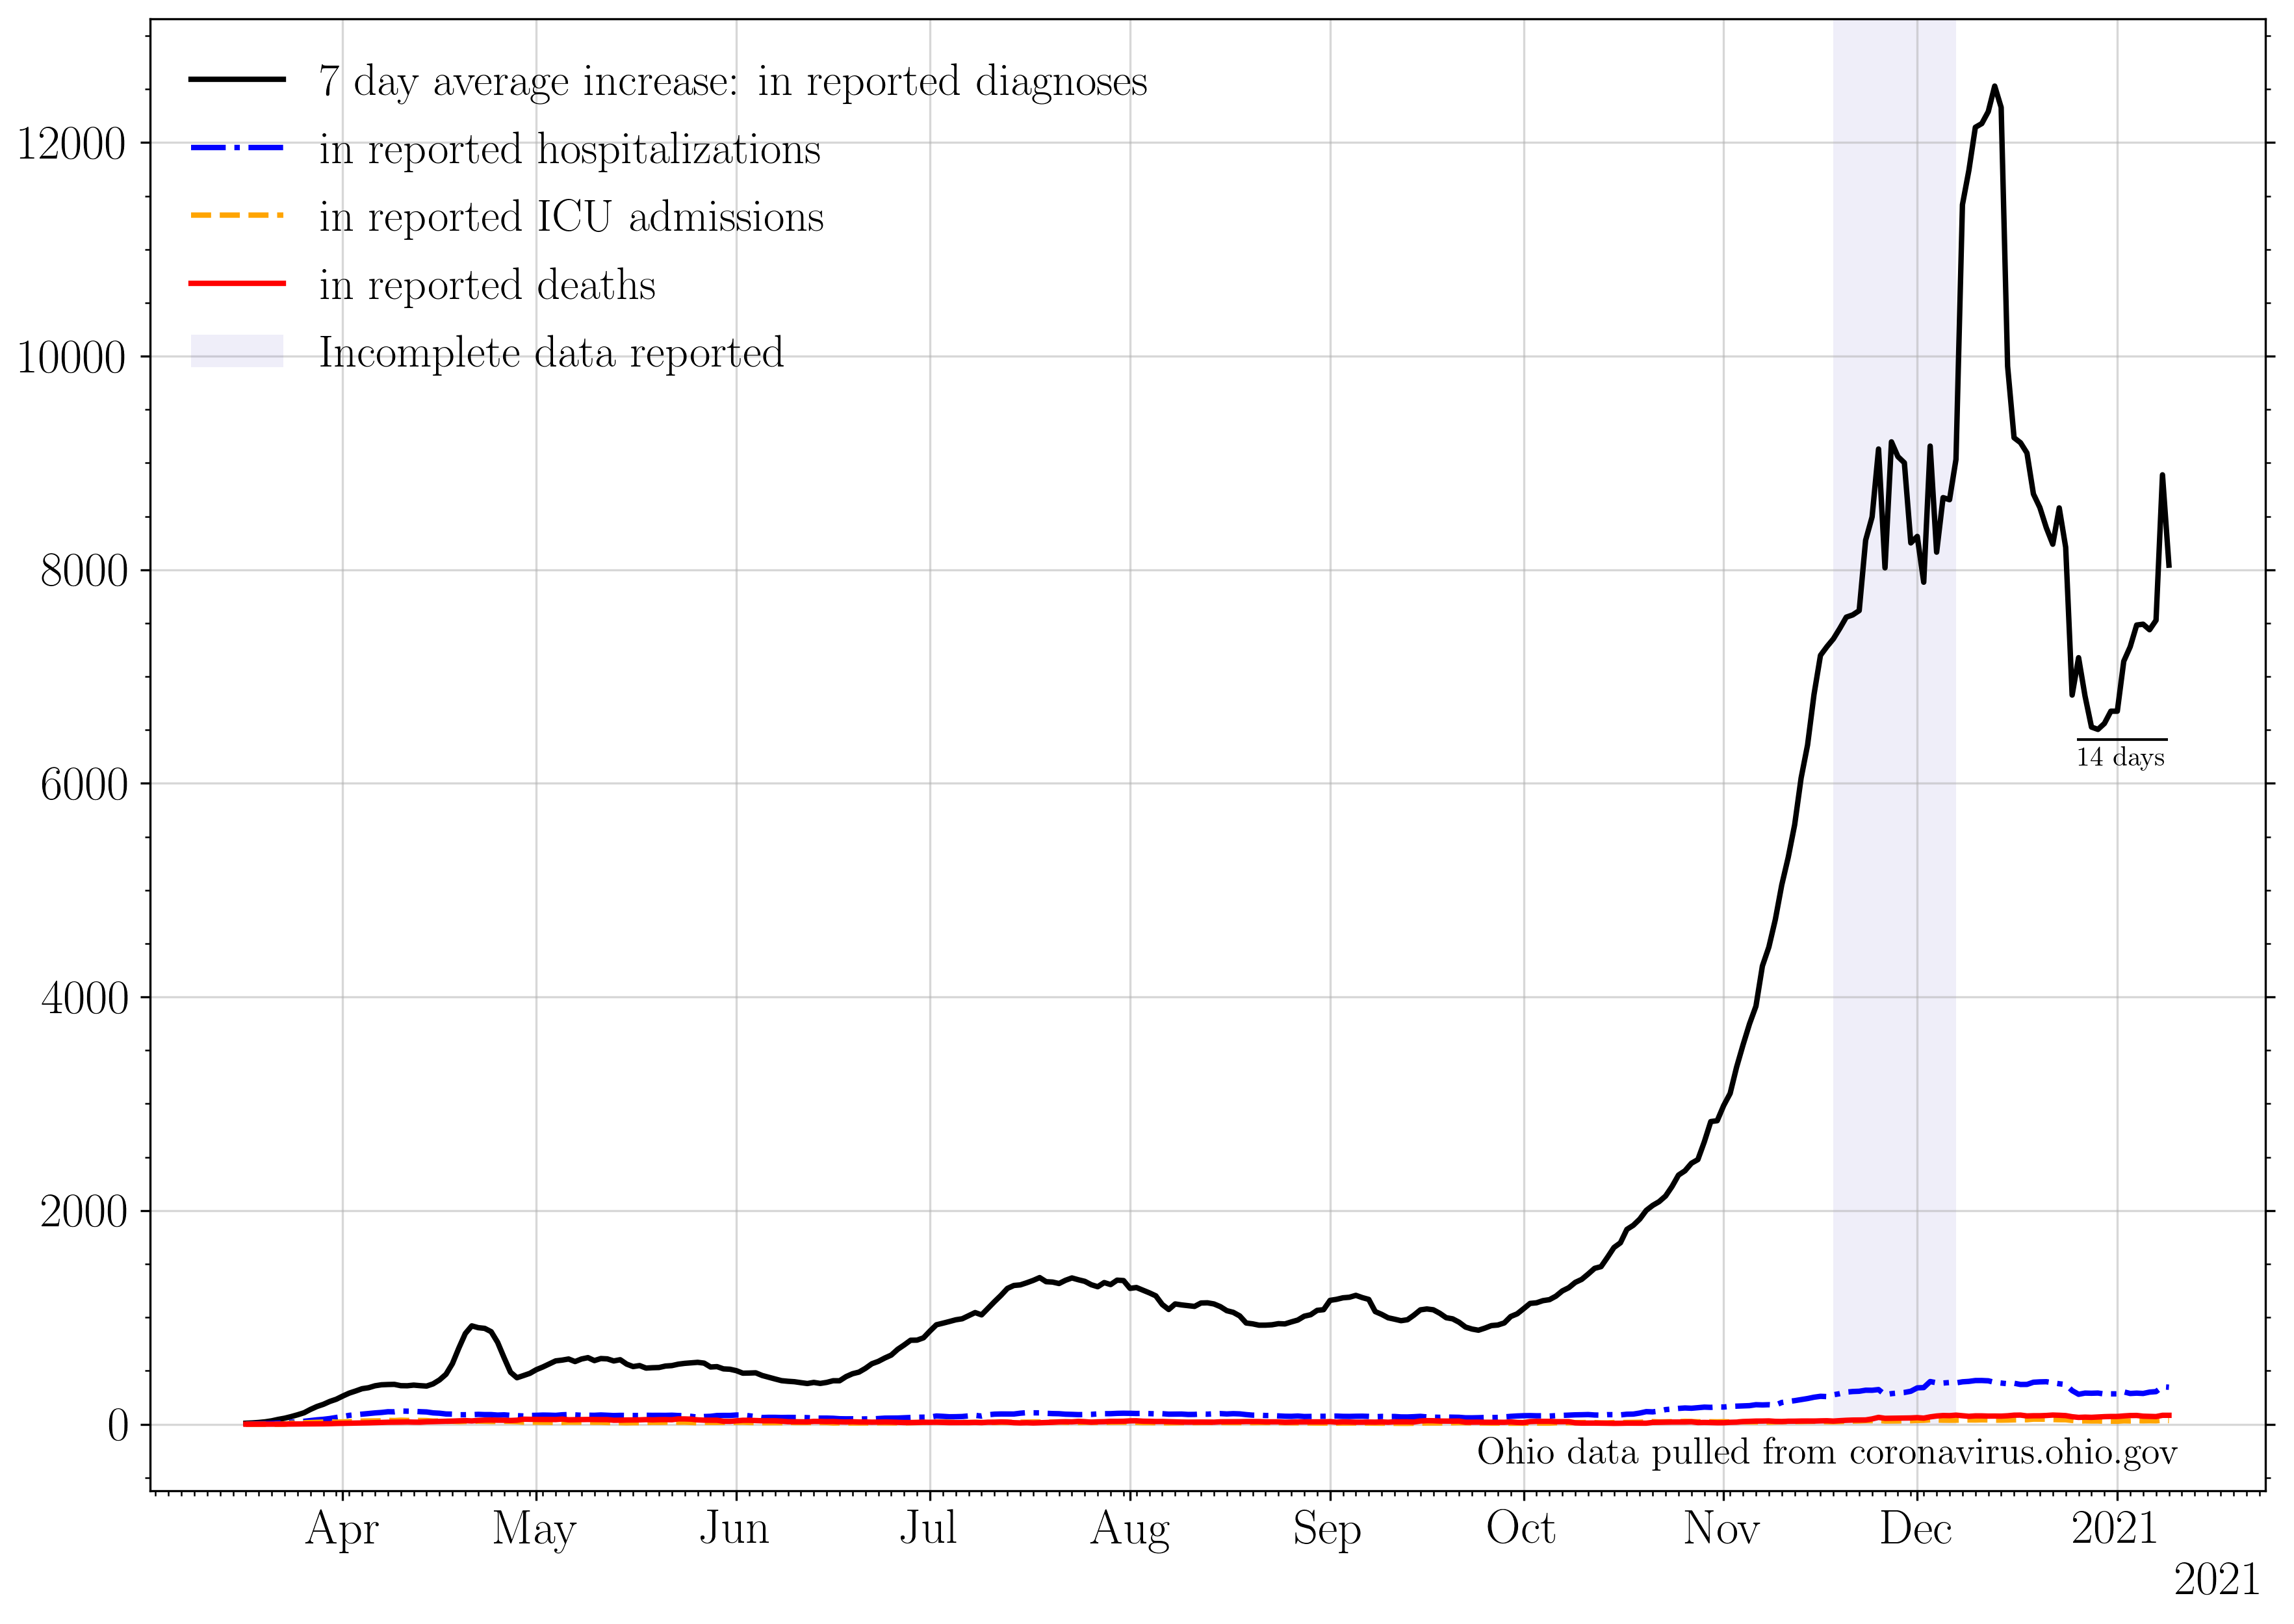 7 day average increase: in reported diagnoses
in reported hospitalizations
in reported ICU admissions
in reported deaths
Incomplete data reported
12000
10000
8000
6000
4000
2000
0
14 days
Ohio data pulled from coronavirus.ohio.gov
Apr May Jun Jul Aug Sep Oct Nov Dec 2021
2021